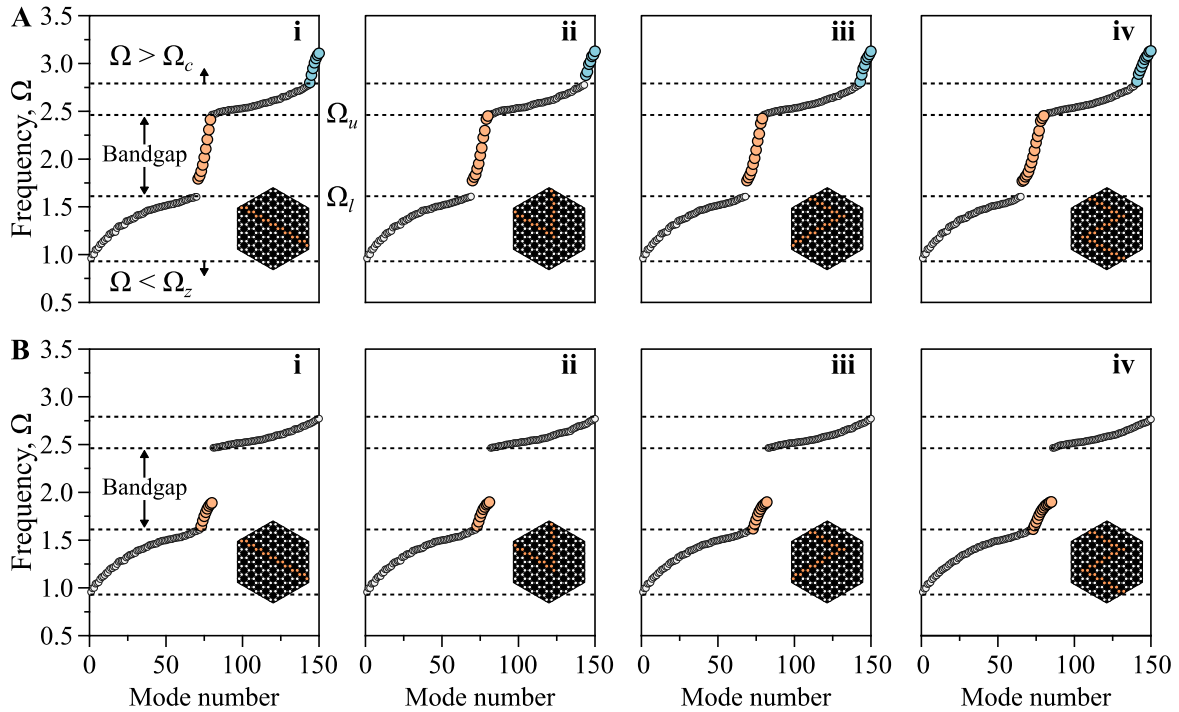 A
i
ii
iii
iv
3.5
3.0
2.5
2.0
1.5
1.0
0.5
Frequency, Ω
Ω > Ω_c
Bandgap
Ω < Ω_z
Ω_u
Ω_l
B
i
ii
iii
iv
3.5
3.0
2.5
2.0
1.5
1.0
0.5
Frequency, Ω
Bandgap
0 50 100 150
0 50 100 150
0 50 100 150
0 50 100 150
Mode number
Mode number
Mode number
Mode number